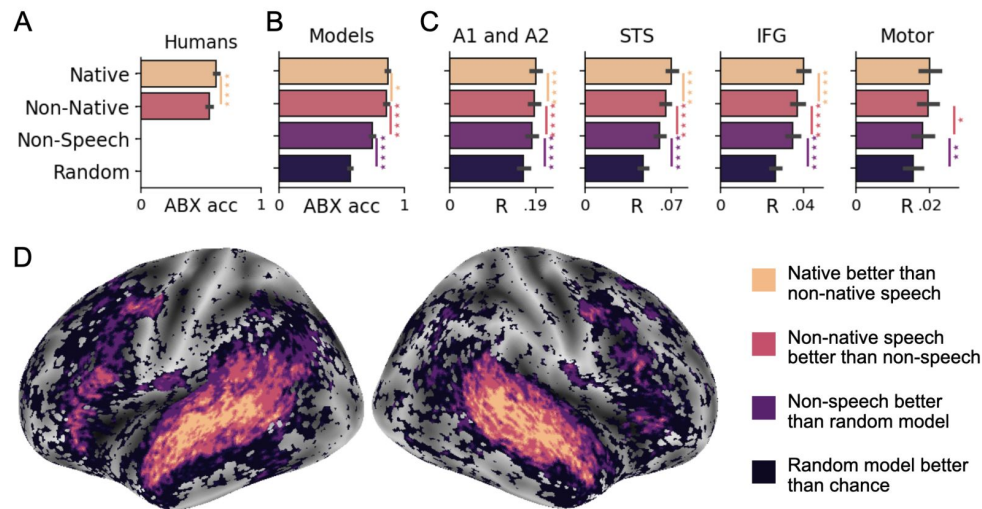 A
Humans
Native
Non-Native
Non-Speech
Random
0
ABX acc
1
B
Models
0
ABX acc
1
C
A1 and A2
0
R
.19
STS
0
R
.07
IFG
0
R
.04
Motor
0
R
.02
D
Native better than
non-native speech
Non-native speech
better than non-speech
Non-speech better
than random model
Random model better
than chance